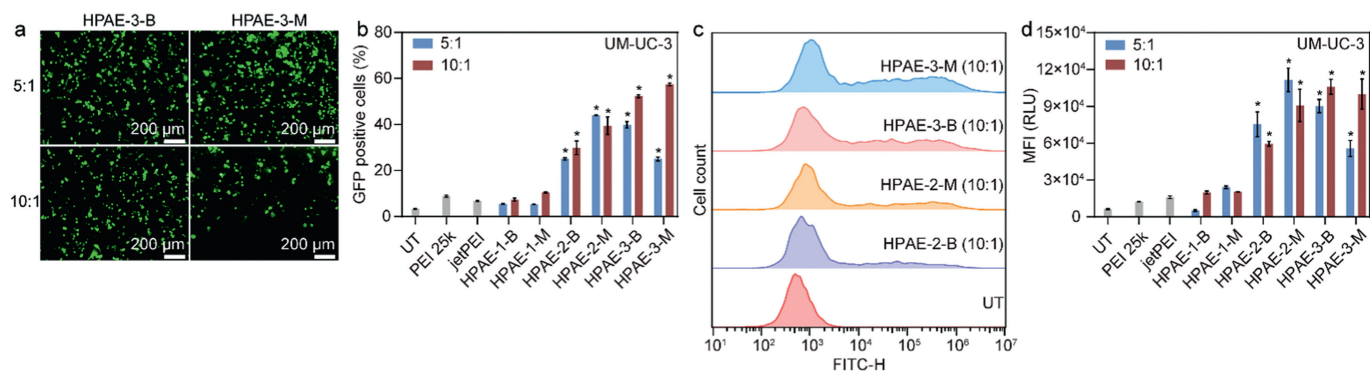 a
HPAE-3-B
HPAE-3-M
5:1
10:1
200 µm
200 µm
200 µm
200 µm
b
GFP positive cells (%)
80
60
40
20
0
5:1
10:1
UM-UC-3
* * * * * * * *
UT
PEI 25k
jetPEI
HPAE-1-B
HPAE-1-M
HPAE-2-B
HPAE-2-M
HPAE-3-B
HPAE-3-M
c
Cell count
HPAE-3-M (10:1)
HPAE-3-B (10:1)
HPAE-2-M (10:1)
HPAE-2-B (10:1)
UT
10¹ 10² 10³ 10⁴ 10⁵ 10⁶ 10⁷
FITC-H
d
MFI (RLU)
15×10⁴
12×10⁴
9×10⁴
6×10⁴
3×10⁴
0
5:1
10:1
UM-UC-3
* * * * * * * *
UT
PEI 25k
jetPEI
HPAE-1-B
HPAE-1-M
HPAE-2-B
HPAE-2-M
HPAE-3-B
HPAE-3-M